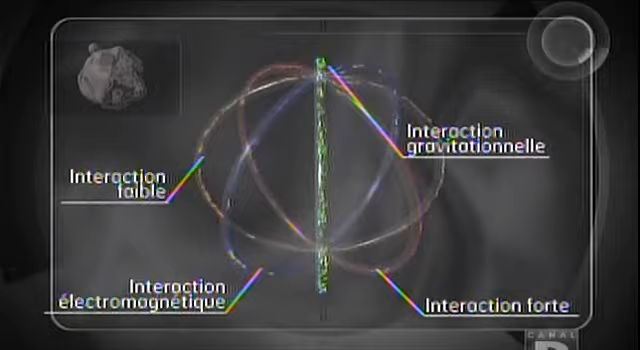 Interaction
gravitationnelle
Interaction
faible
Interaction
électromagnétique
Interaction forte
CANAL
D